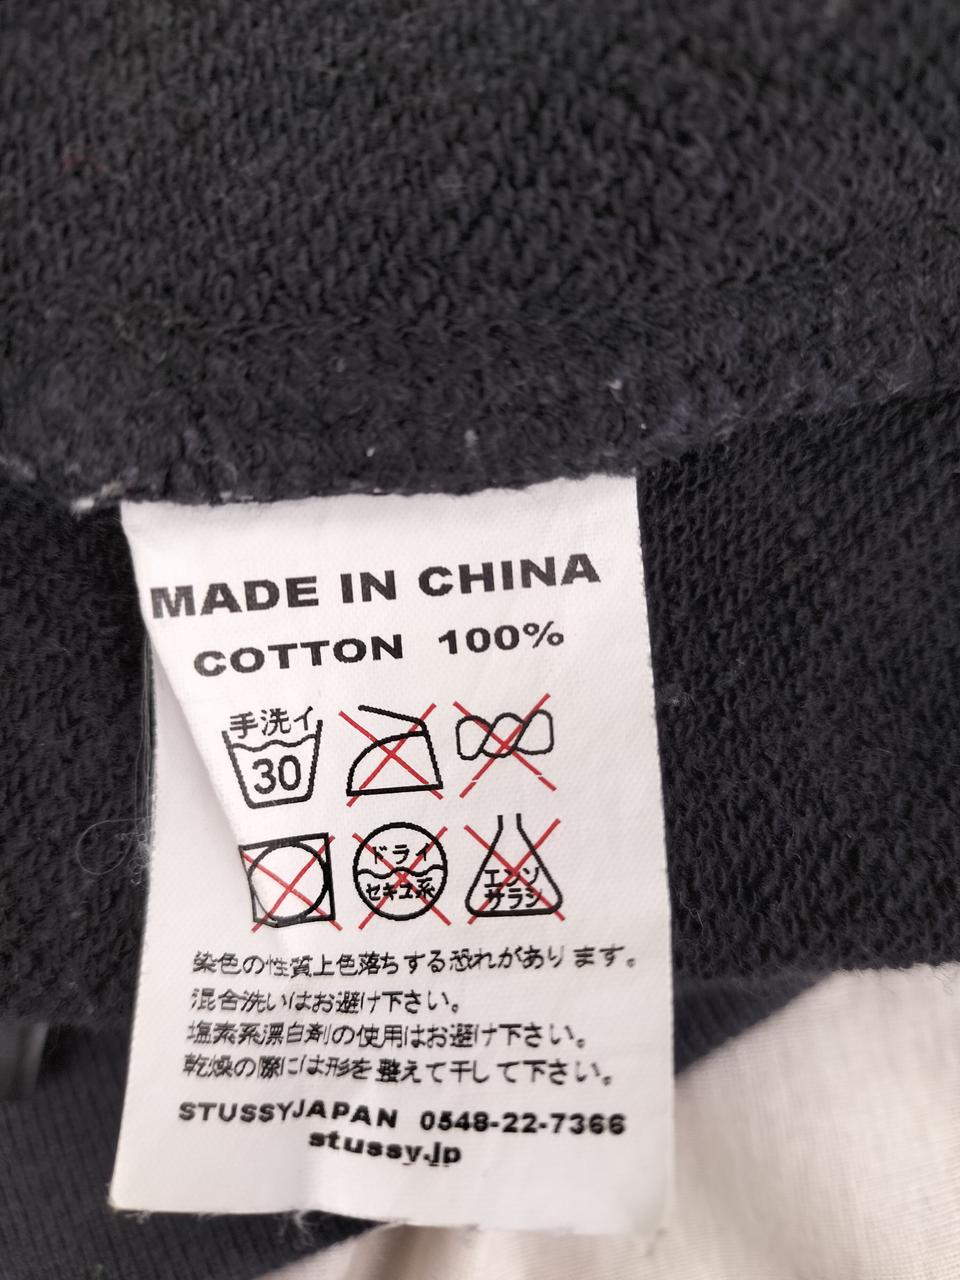 MADE IN CHINA
COTTON 100%
手洗イ
30
ドライ
セキユ系
エンソ
サラシ
染色の性質上色落ちする恐れがあります。
混合洗いはお避け下さい。
塩素系漂白剤の使用はお避け下さい。
乾燥の際には形を整えて干して下さい。
STUSSYJAPAN 0548-22-7366
stussy.jp